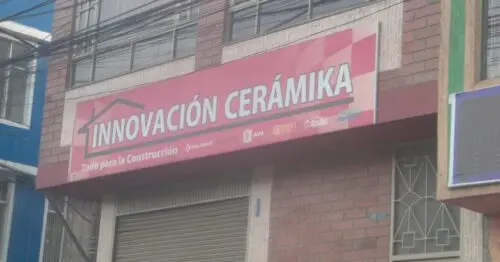 INNOVACIÓN CERÁMIKA
Todo para la Construcción